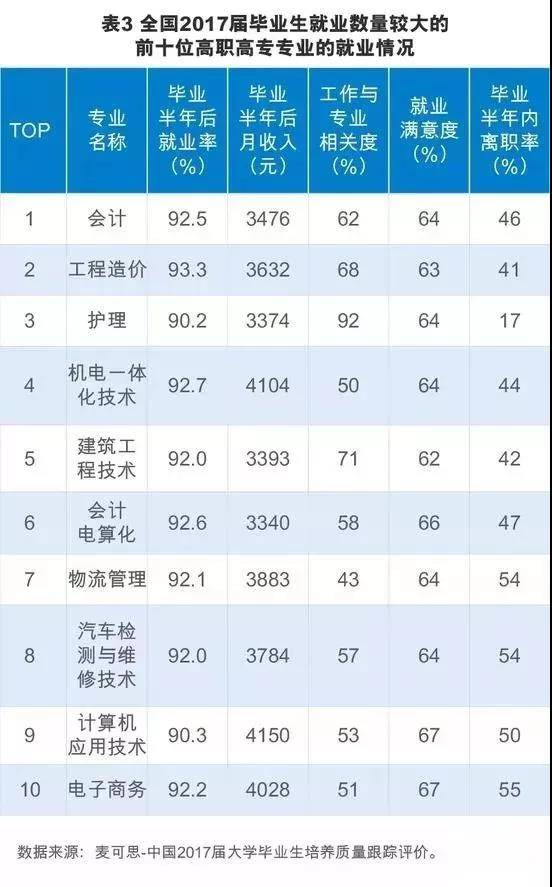 表3 全国2017届毕业生就业数量较大的
前十位高职高专专业的就业情况
TOP 专业名称 毕业半年后就业率（%） 毕业半年后月收入（元） 工作与专业相关度（%） 就业满意度（%） 毕业半年内离职率（%）
1 会计 92.5 3476 62 64 46
2 工程造价 93.3 3632 68 63 41
3 护理 90.2 3374 92 64 17
4 机电一体化技术 92.7 4104 50 64 44
5 建筑工程技术 92.0 3393 71 62 42
6 会计电算化 92.6 3340 58 66 47
7 物流管理 92.1 3883 43 64 54
8 汽车检测与维修技术 92.0 3784 57 64 54
9 计算机应用技术 90.3 4150 53 67 50
10 电子商务 92.2 4028 51 67 55
数据来源：麦可思-中国2017届大学毕业生培养质量跟踪评价。